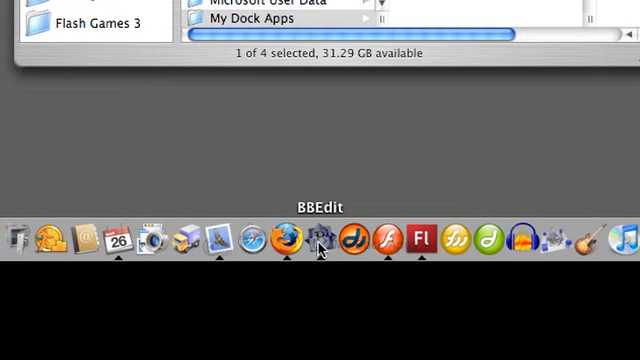 Microsoft User Data
My Dock Apps
Flash Games 3
1 of 4 selected, 31.29 GB available
BBEdit
26
Fl